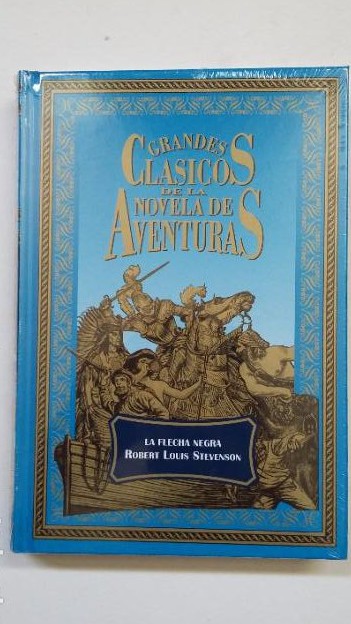 GRANDES
CLASICOS
DE LA
NOVELA DE
AVENTURAS
LA FLECHA NEGRA
ROBERT LOUIS STEVENSON